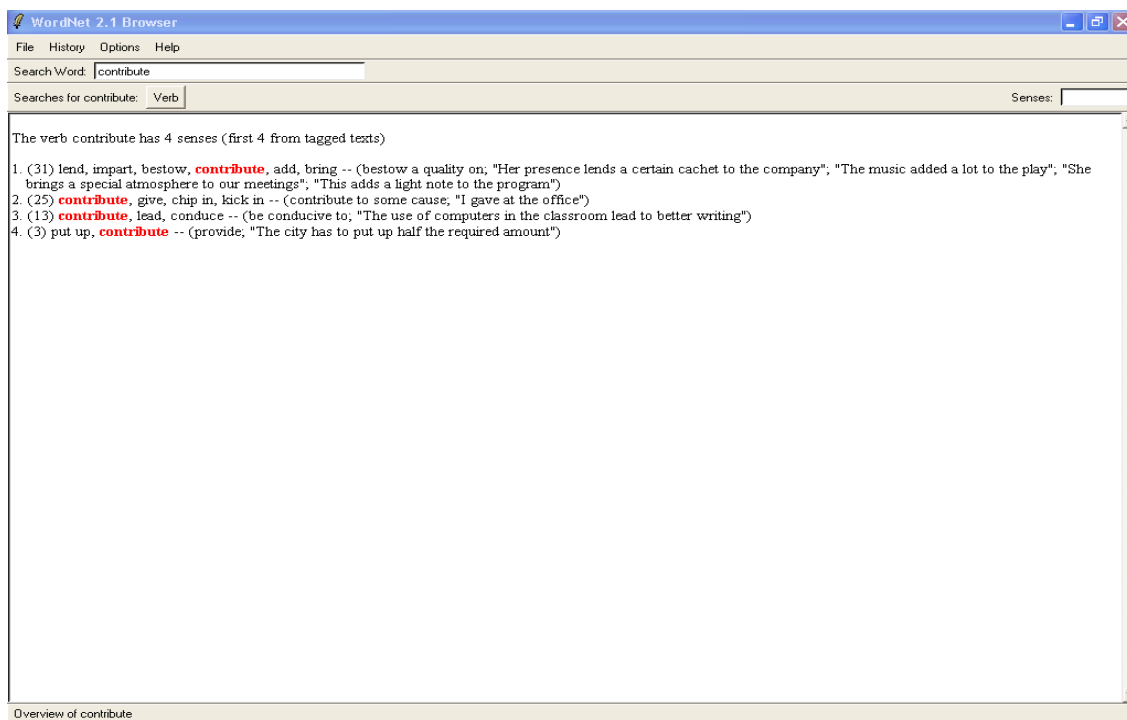 WordNet 2.1 Browser
File History Options Help
Search Word: contribute
Searches for contribute: Verb Senses:
The verb contribute has 4 senses (first 4 from tagged texts)
1. (31) lend, impart, bestow, contribute, add, bring -- (bestow a quality on; "Her presence lends a certain cachet to the company"; "The music added a lot to the play"; "She
brings a special atmosphere to our meetings"; "This adds a light note to the program")
2. (25) contribute, give, chip in, kick in -- (contribute to some cause; "I gave at the office")
3. (13) contribute, lead, conduce -- (be conducive to; "The use of computers in the classroom lead to better writing")
4. (3) put up, contribute -- (provide; "The city has to put up half the required amount")
Overview of contribute